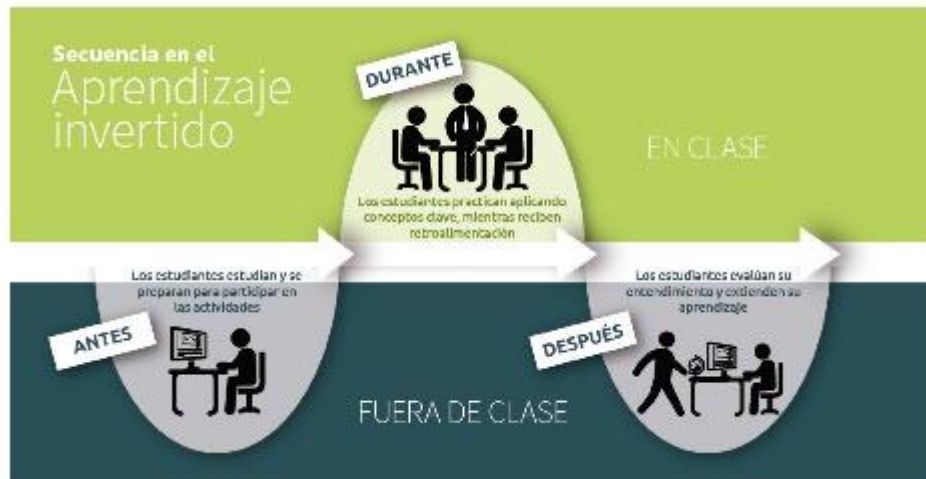 Secuencia en el
Aprendizaje
invertido
DURANTE
EN CLASE
Los estudiantes practican aplicando
conceptos clave, mientras reciben
retroalimentación
Los estudiantes estudian y se
preparan para participar en
las actividades
ANTES
Los estudiantes evalúan su
entendimiento y extienden su
aprendizaje
DESPUÉS
FUERA DE CLASE